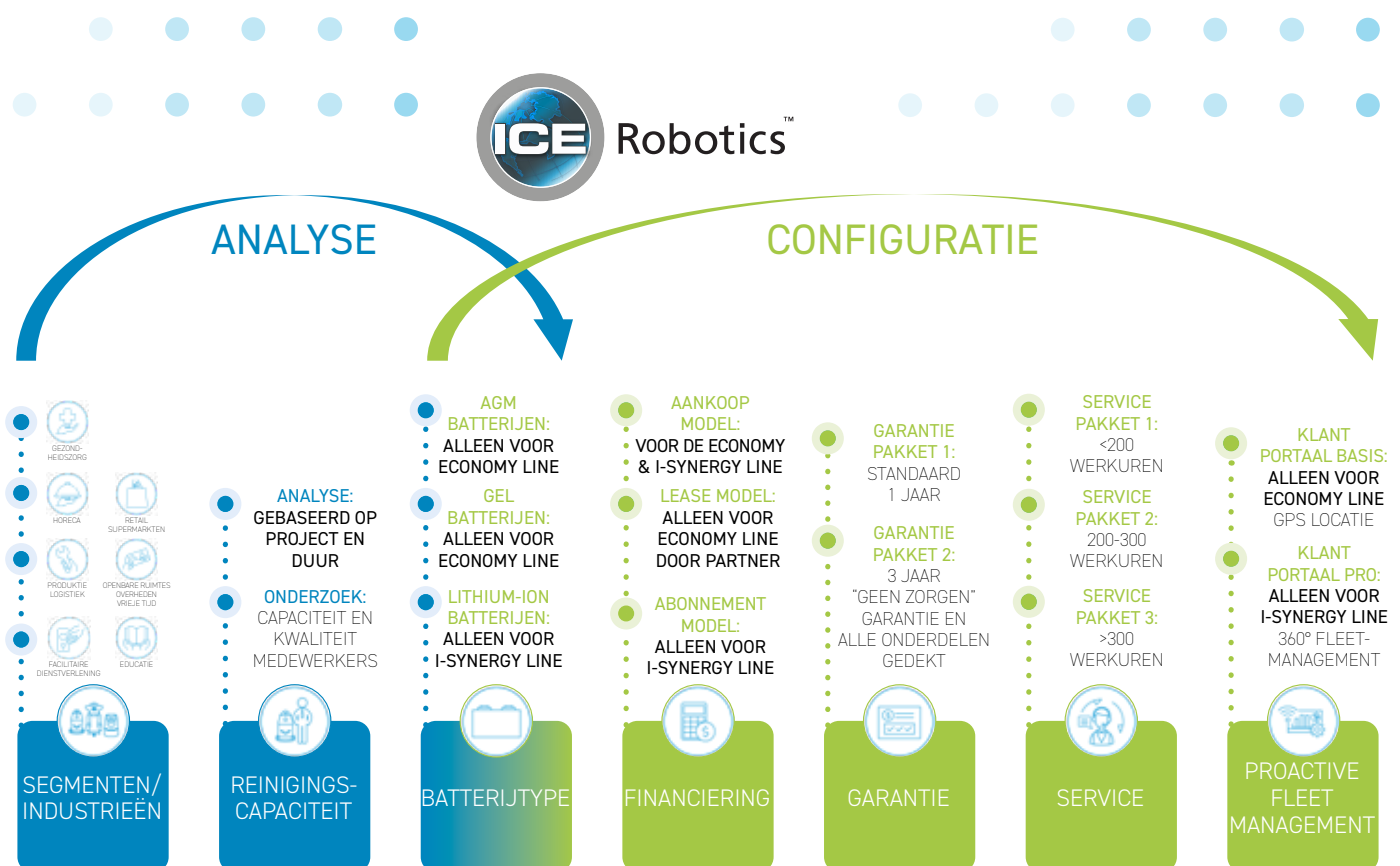 ICE Robotics™
ANALYSE
CONFIGURATIE
GEZOND-
HEIDSZORG
HORECA
RETAIL
SUPERMARKTEN
PRODUKTIE
LOGISTIEK
OPENBARE RUIMTES
OVERHEDEN
VRIEJE TIJD
FACILITAIRE
DIENSTVERLENING
EDUCATIE
SEGMENTEN/
INDUSTRIEËN
ANALYSE:
GEBASEERD OP
PROJECT EN
DUUR
ONDERZOEK:
CAPACITEIT EN
KWALITEIT
MEDEWERKERS
REINIGINGS-
CAPACITEIT
AGM
BATTERIJEN:
ALLEEN VOOR
ECONOMY LINE
GEL
BATTERIJEN:
ALLEEN VOOR
ECONOMY LINE
LITHIUM-ION
BATTERIJEN:
ALLEEN VOOR
I-SYNERGY LINE
BATTERIJTYPE
AANKOOP
MODEL:
VOOR DE ECONOMY
& I-SYNERGY LINE
LEASE MODEL:
ALLEEN VOOR
ECONOMY LINE
DOOR PARTNER
ABONNEMENT
MODEL:
ALLEEN VOOR
I-SYNERGY LINE
FINANCIERING
GARANTIE
PAKKET 1:
STANDAARD
1 JAAR
GARANTIE
PAKKET 2:
3 JAAR
"GEEN ZORGEN"
GARANTIE EN
ALLE ONDERDELEN
GEDEKT
GARANTIE
SERVICE
PAKKET 1:
<200
WERKUREN
SERVICE
PAKKET 2:
200-300
WERKUREN
SERVICE
PAKKET 3:
>300
WERKUREN
SERVICE
KLANT
PORTAAL BASIS:
ALLEEN VOOR
ECONOMY LINE
GPS LOCATIE
KLANT
PORTAAL PRO:
ALLEEN VOOR
I-SYNERGY LINE
360° FLEET-
MANAGEMENT
PROACTIVE
FLEET
MANAGEMENT